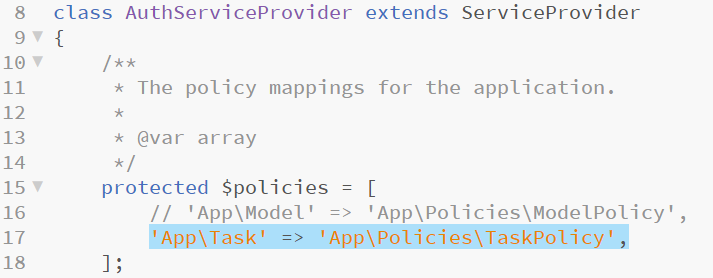 8 class AuthServiceProvider extends ServiceProvider
9 {
10 /**
11 * The policy mappings for the application.
12 *
13 * @var array
14 */
15 protected $policies = [
16 // 'App\Model' => 'App\Policies\ModelPolicy',
17 'App\Task' => 'App\Policies\TaskPolicy',
18 ];